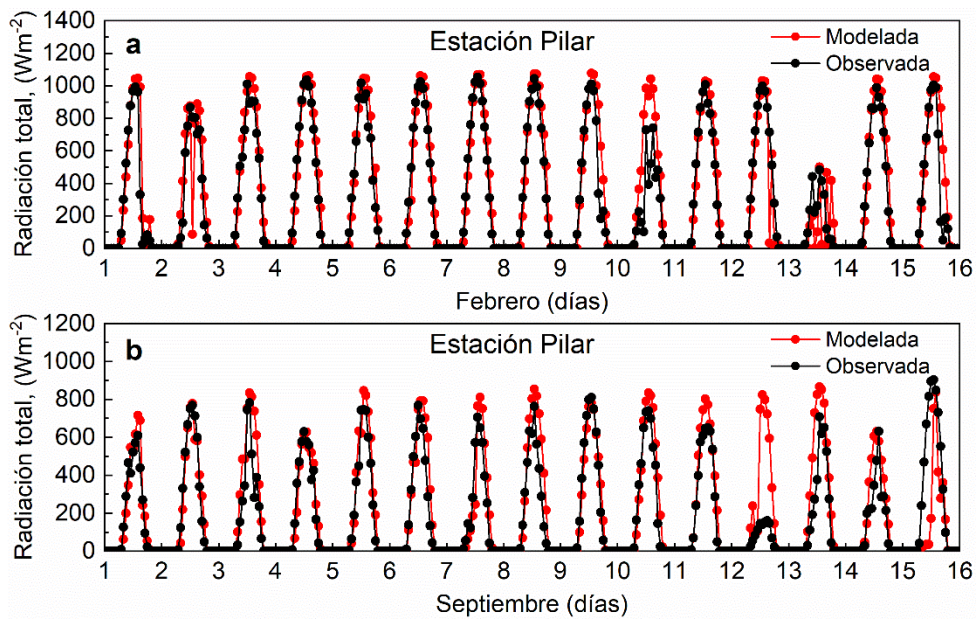 a
Estación Pilar
Modelada
Observada
Radiación total, (Wm-2)
1400
1200
1000
800
600
400
200
0
1 2 3 4 5 6 7 8 9 10 11 12 13 14 15 16
Febrero (días)
b
Estación Pilar
Modelada
Observada
Radiación total, (Wm-2)
1200
1000
800
600
400
200
0
1 2 3 4 5 6 7 8 9 10 11 12 13 14 15 16
Septiembre (días)